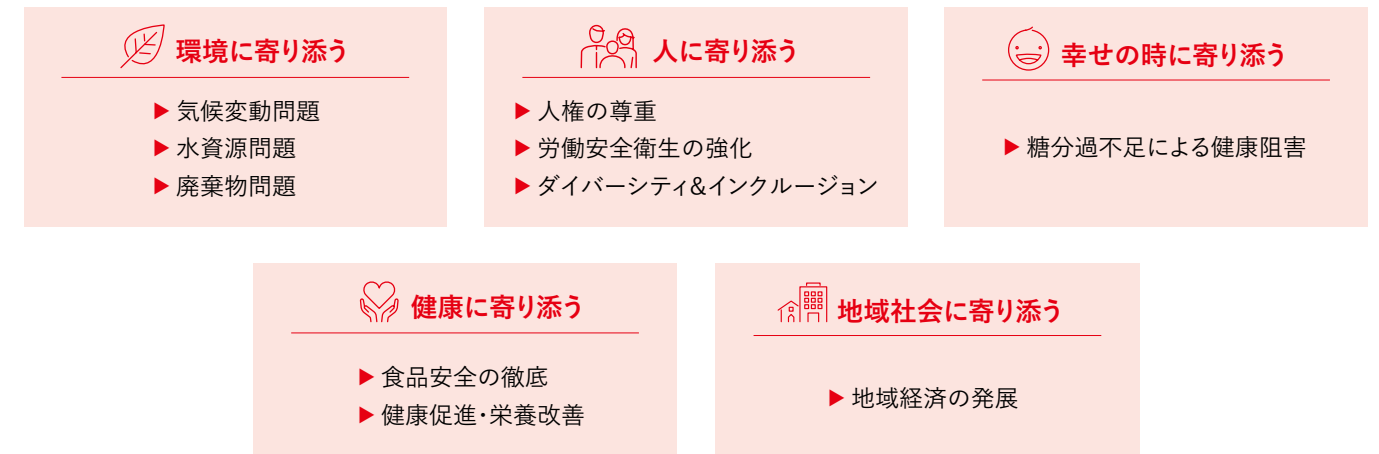 環境に寄り添う
▶ 気候変動問題
▶ 水資源問題
▶ 廃棄物問題
人に寄り添う
▶ 人権の尊重
▶ 労働安全衛生の強化
▶ ダイバーシティ&インクルージョン
幸せの時に寄り添う
▶ 糖分過不足による健康阻害
健康に寄り添う
▶ 食品安全の徹底
▶ 健康促進・栄養改善
地域社会に寄り添う
▶ 地域経済の発展